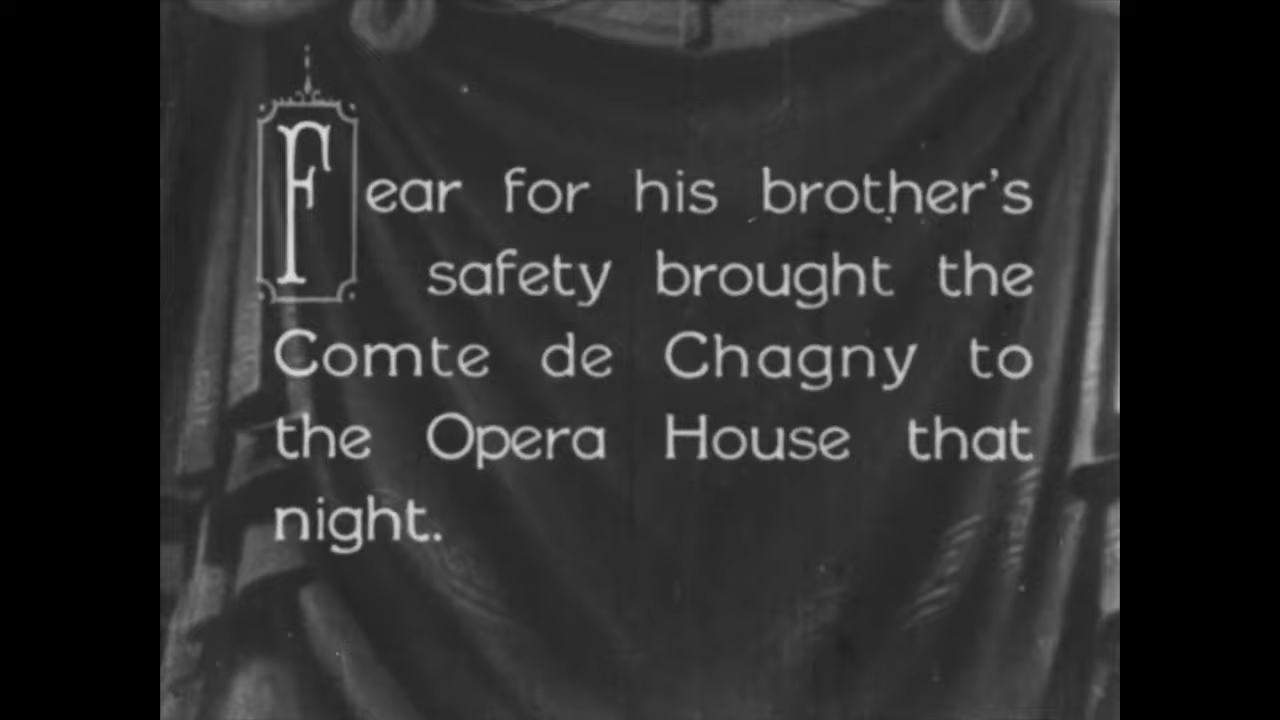 Fear for his brother's
safety brought the
Comte de Chagny to
the Opera House that
night.